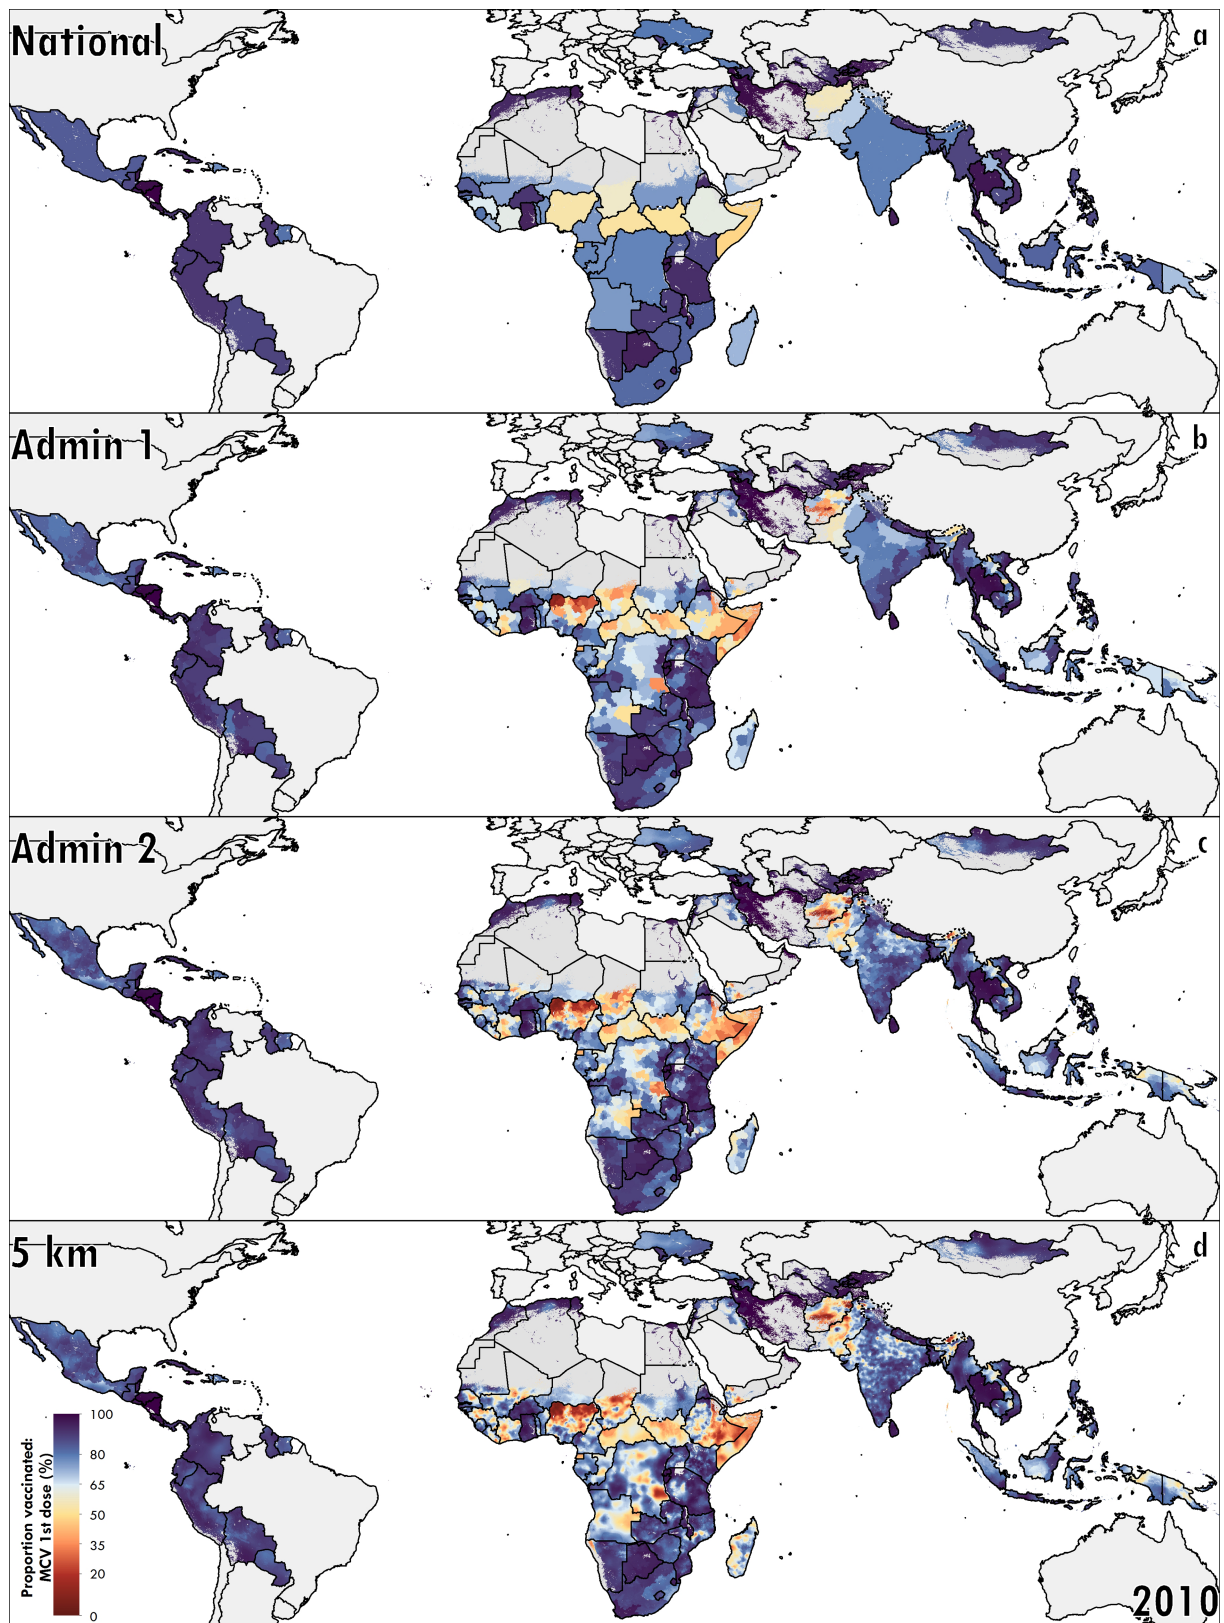 National
a
Admin 1
b
Admin 2
c
5 km
d
Proportion vaccinated:
MCV 1st dose (%)
100
80
65
50
35
20
0
2010